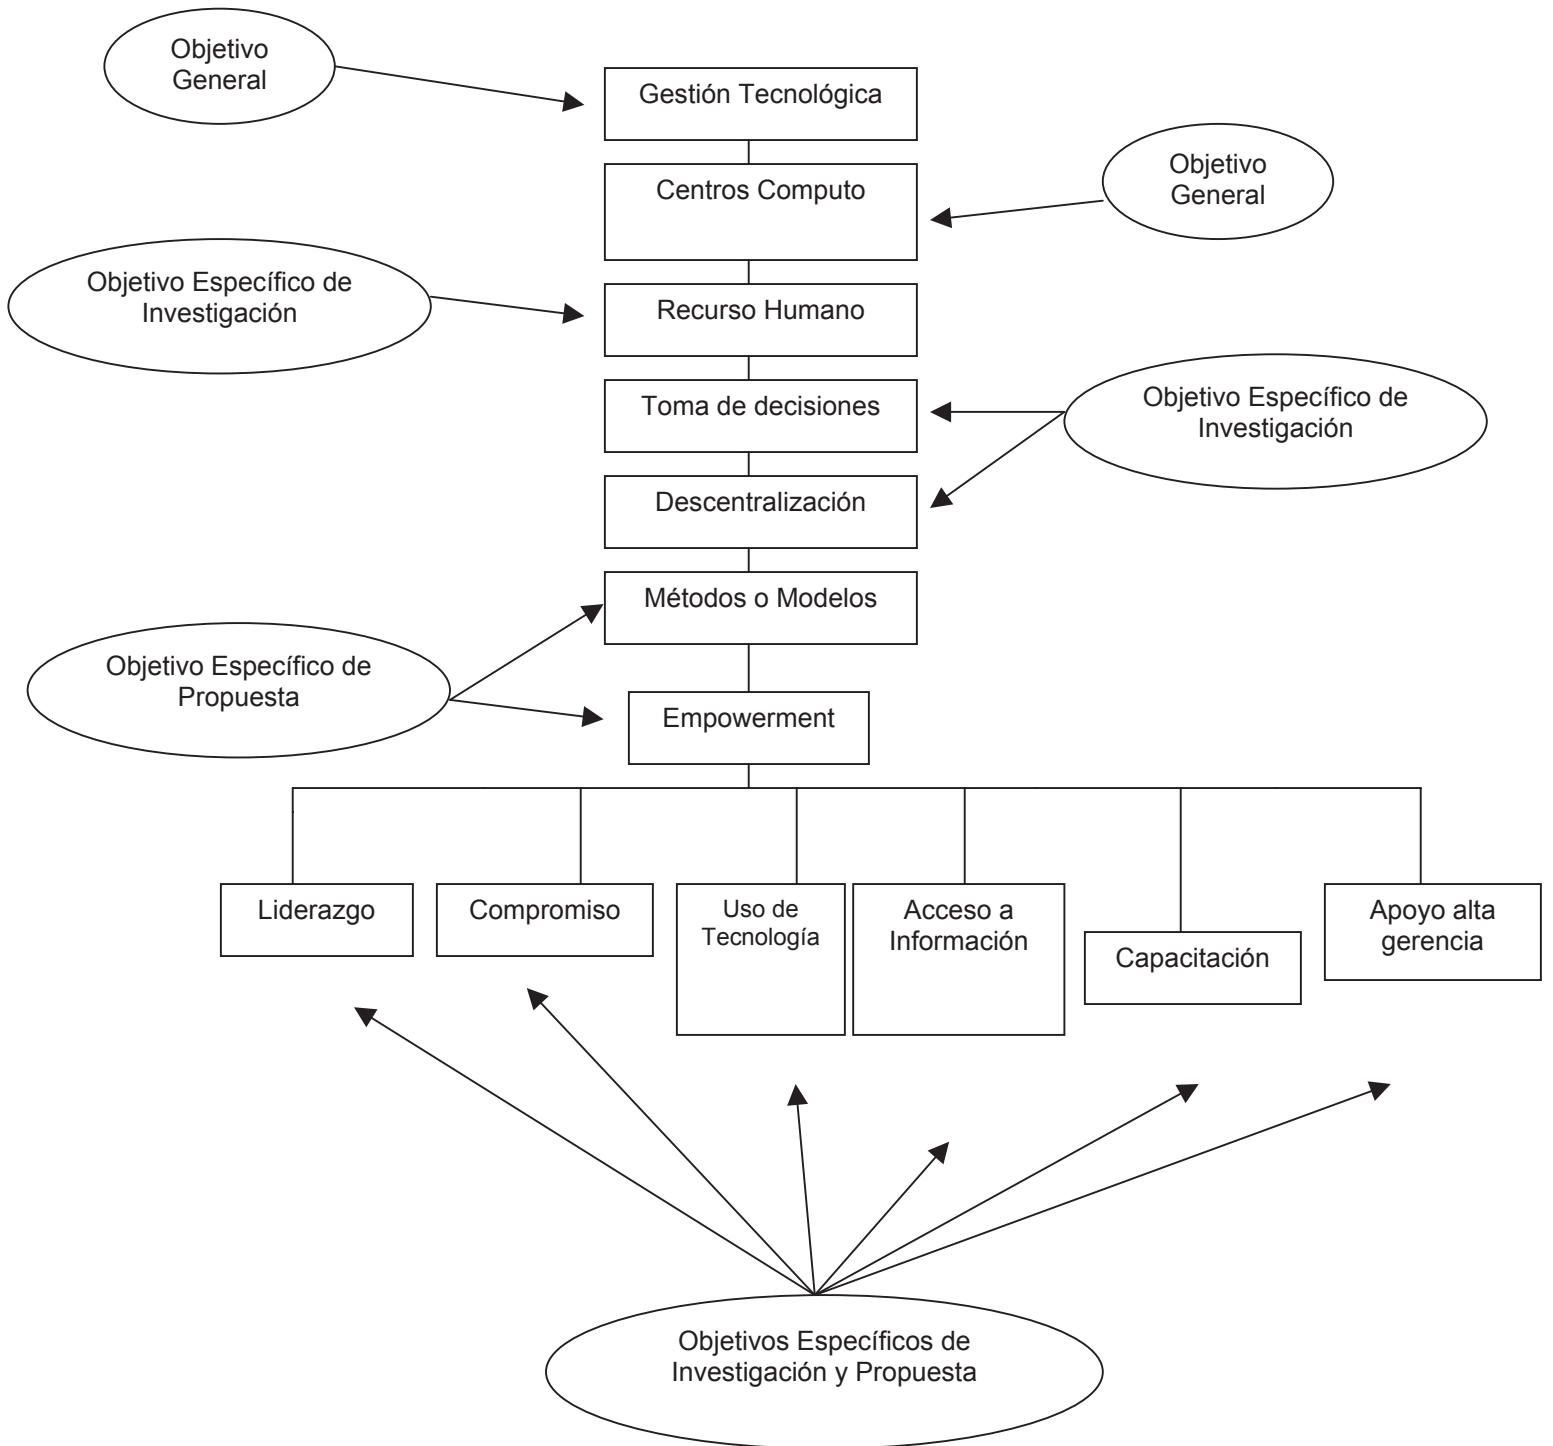 Objetivo
General
Gestión Tecnológica
Centros Computo
Objetivo
General
Objetivo Específico de
Investigación
Recurso Humano
Toma de decisiones
Objetivo Específico de
Investigación
Descentralización
Métodos o Modelos
Objetivo Específico de
Propuesta
Empowerment
Liderazgo
Compromiso
Uso de
Tecnología
Acceso a
Información
Capacitación
Apoyo alta
gerencia
Objetivos Específicos de
Investigación y Propuesta